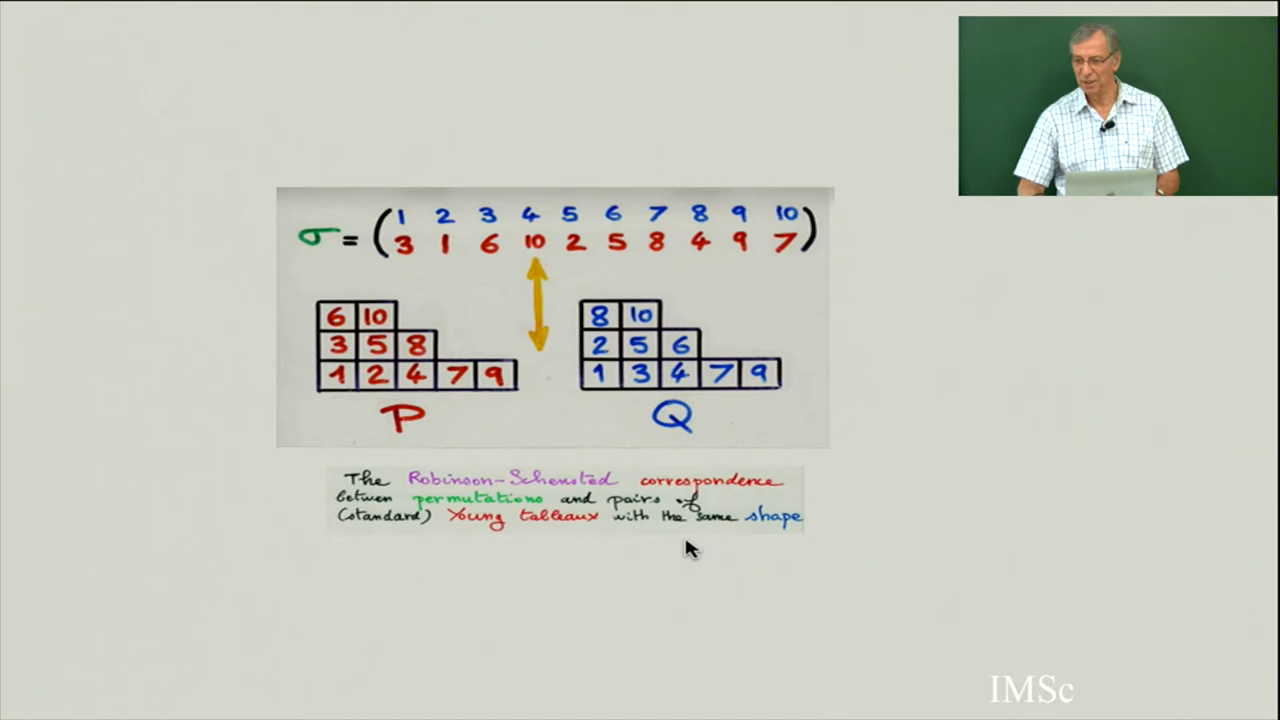 σ = ( 1 2 3 4 5 6 7 8 9 10 )
3 1 6 10 2 5 8 4 9 7
6 10
3 5 8
1 2 4 7 9
P
8 10
2 5 6
1 3 4 7 9
Q
The Robinson-Schensted correspondence
betwen permutations and pairs of
(standard) Young tableaux with the same shape
IMSc